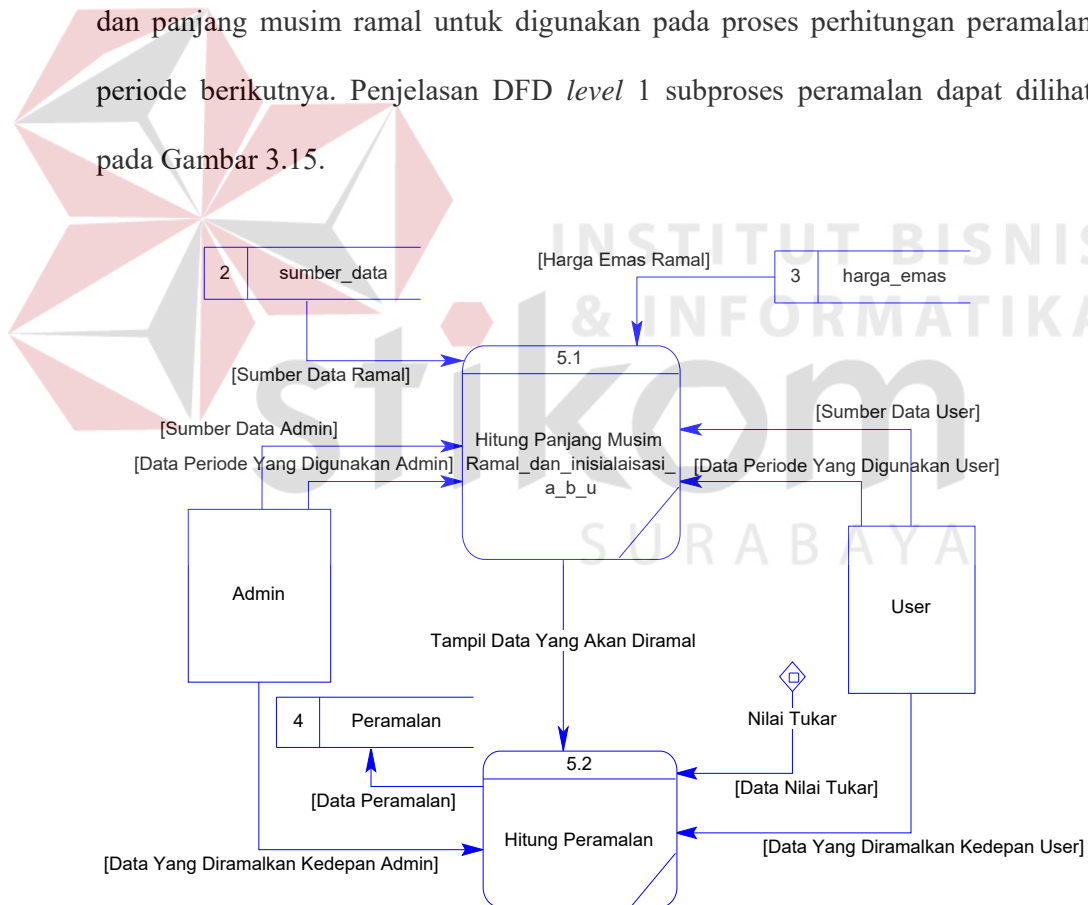 dan panjang musim ramal untuk digunakan pada proses perhitungan peramalan
periode berikutnya. Penjelasan DFD level 1 subproses peramalan dapat dilihat
pada Gambar 3.15.
INSTITUT BISNIS
& INFORMATIKA
stikom
SURABAYA
2 sumber_data
[Harga Emas Ramal]
3 harga_emas
[Sumber Data Ramal]
5.1
Hitung Panjang Musim
Ramal_dan_inisialaisasi_
a_b_u
[Sumber Data Admin]
[Data Periode Yang Digunakan Admin]
[Sumber Data User]
[Data Periode Yang Digunakan User]
Admin
User
Tampil Data Yang Akan Diramal
Nilai Tukar
4 Peramalan
[Data Peramalan]
5.2
Hitung Peramalan
[Data Nilai Tukar]
[Data Yang Diramalkan Kedepan Admin]
[Data Yang Diramalkan Kedepan User]